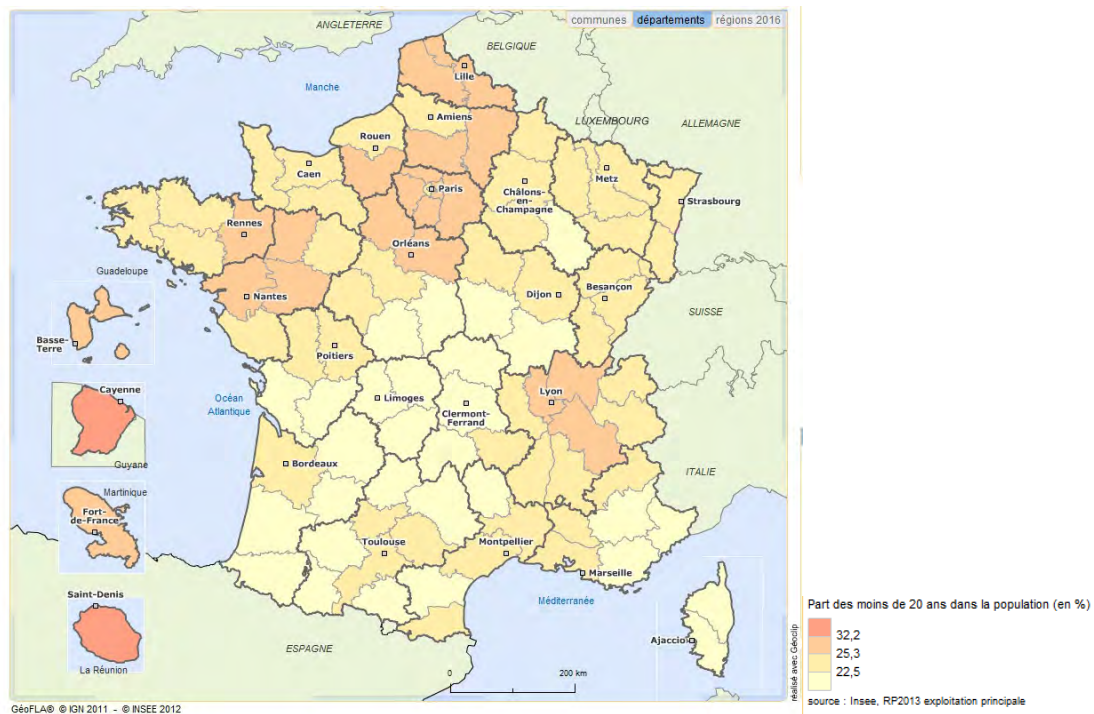 communes départements régions 2016
ANGLETERRE
BELGIQUE
Lille
Manche
LUXEMBOURG
ALLEMAGNE
Amiens
Rouen
Caen
Metz
Paris
Châlons-
en-
Champagne
Strasbourg
Rennes
Orléans
Guadeloupe
Nantes
Dijon
Besançon
SUISSE
Basse-
Terre
Poitiers
Cayenne
Océan
Atlantique
Limoges
Lyon
Clermont-
Ferrand
Guyane
Bordeaux
ITALIE
Martinique
Fort-
de-France
Toulouse
Montpellier
Marseille
Saint-Denis
Méditerranée
La Réunion
ESPAGNE
Ajaccio
0 200 km
réalisé avec Géoclip
Part des moins de 20 ans dans la population (en %)
32,2
25,3
22,5
source : Insee, RP2013 exploitation principale
GéoFLA® © IGN 2011 - © INSEE 2012